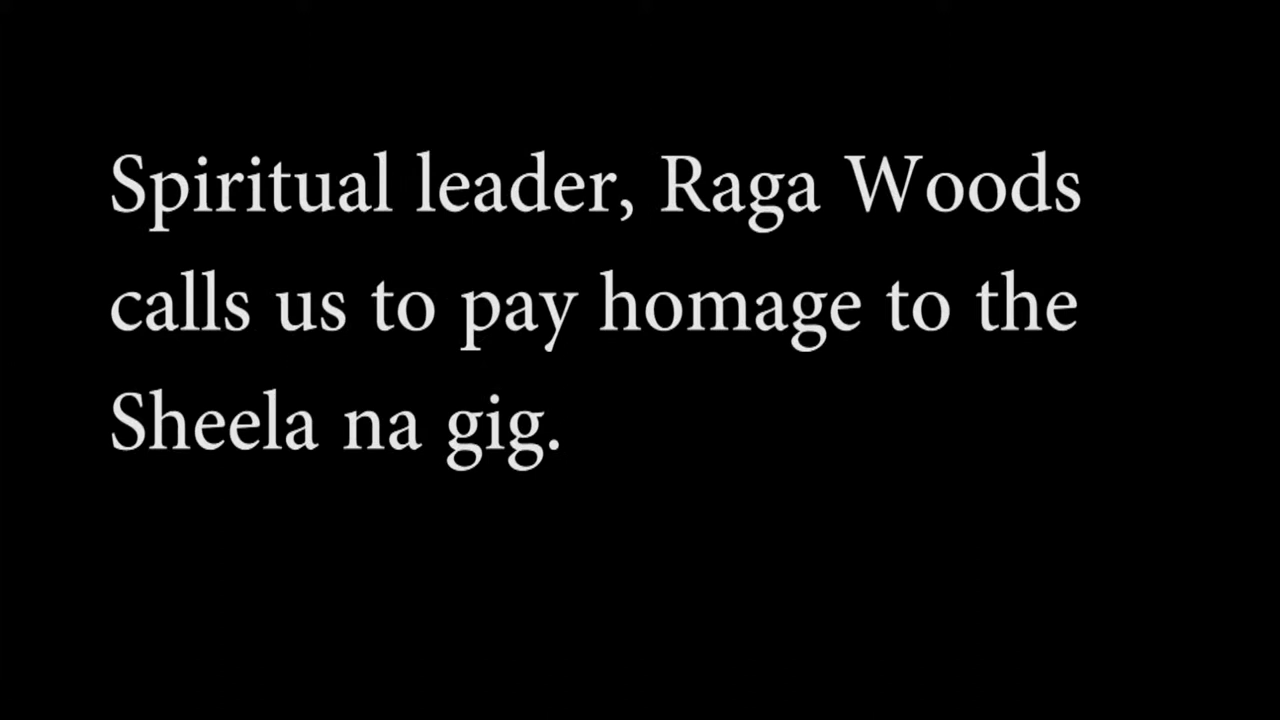 Spiritual leader, Raga Woods
calls us to pay homage to the
Sheela na gig.